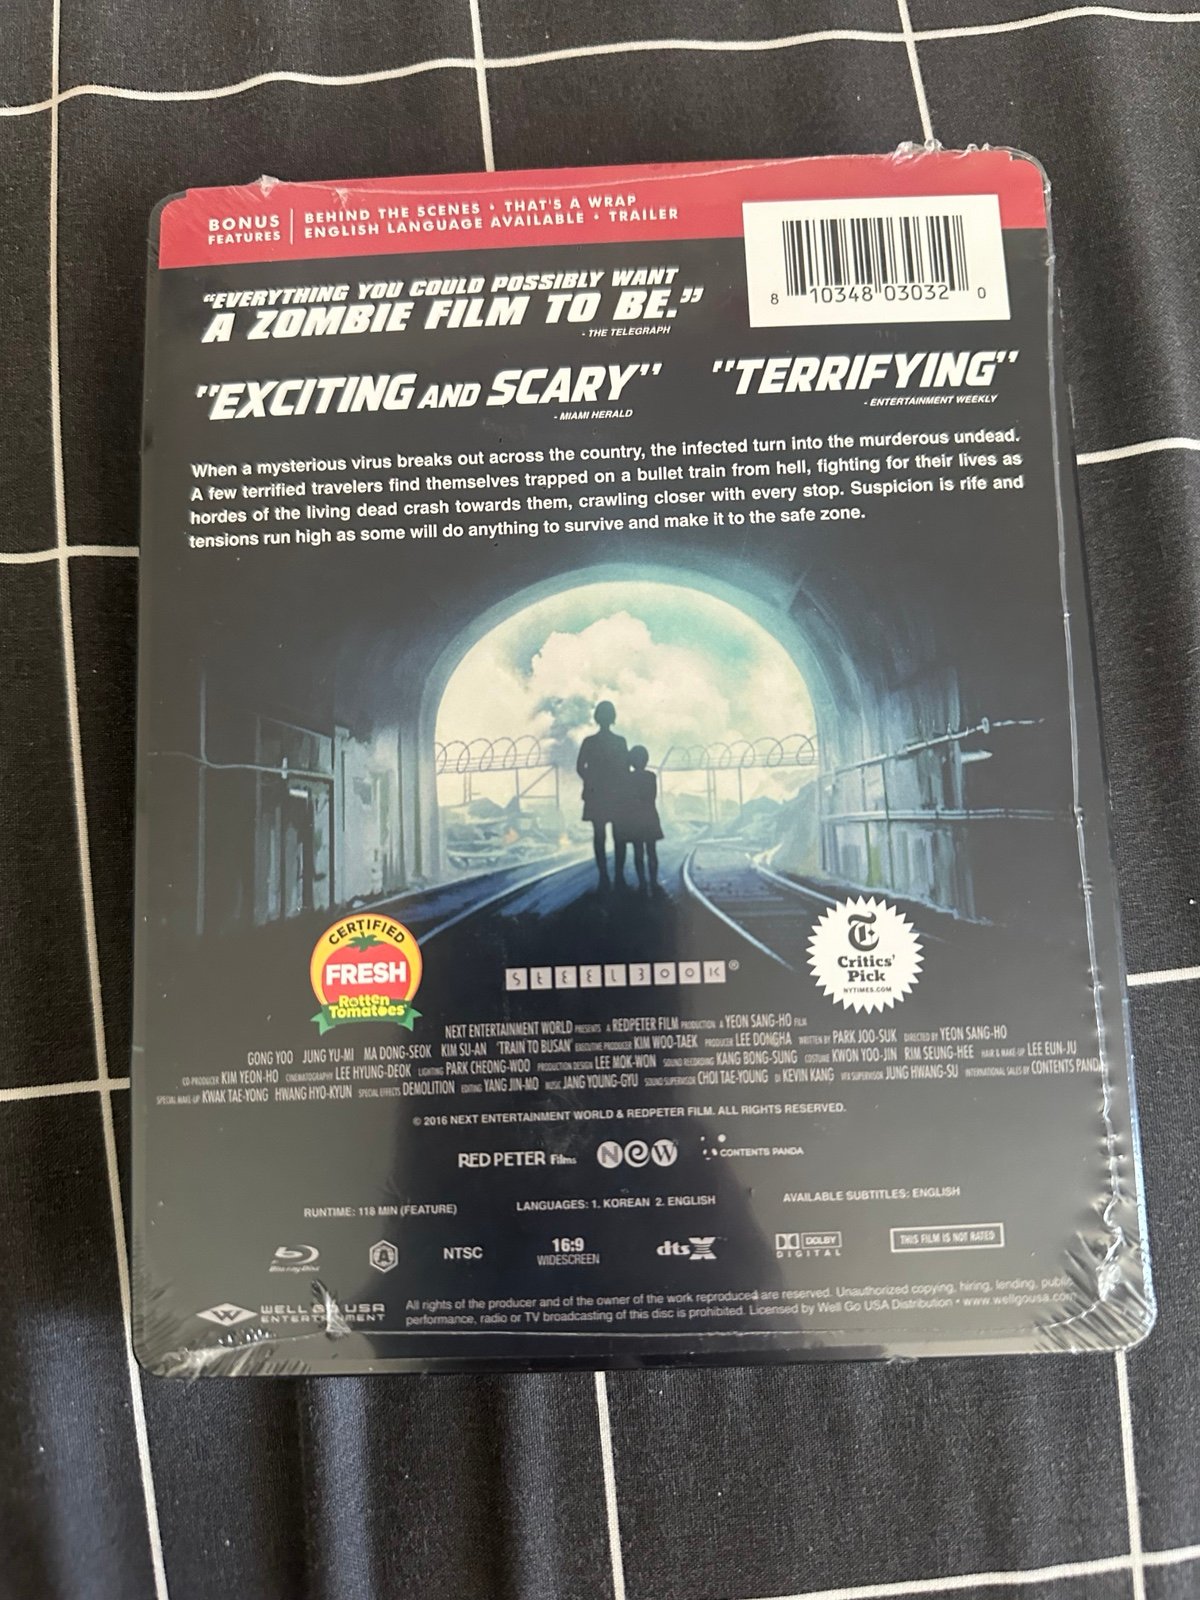 BONUS FEATURES
BEHIND THE SCENES • THAT'S A WRAP
ENGLISH LANGUAGE AVAILABLE • TRAILER
8 10348 03032 0
"EVERYTHING YOU COULD POSSIBLY WANT
A ZOMBIE FILM TO BE."
- THE TELEGRAPH
"EXCITING AND SCARY"
- MIAMI HERALD
"TERRIFYING"
- ENTERTAINMENT WEEKLY
When a mysterious virus breaks out across the country, the infected turn into the murderous undead.
A few terrified travelers find themselves trapped on a bullet train from hell, fighting for their lives as
hordes of the living dead crash towards them, crawling closer with every stop. Suspicion is rife and
tensions run high as some will do anything to survive and make it to the safe zone.
CERTIFIED
FRESH
Rotten
Tomatoes
STEELBOOK®
T
Critics'
Pick
NYTIMES.COM
NEXT ENTERTAINMENT WORLD PRESENTS A REDPETER FILM PRODUCTION A YEON SANG-HO FILM
GONG YOO JUNG YU-MI MA DONG-SEOK KIM SU-AN 'TRAIN TO BUSAN' EXECUTIVE PRODUCER KIM WOO-TAEK PRODUCER LEE DONGHA WRITTEN BY PARK JOO-SUK DIRECTED BY YEON SANG-HO
CO-PRODUCER KIM YEON-HO CINEMATOGRAPHY LEE HYUNG-DEOK LIGHTING PARK CHEONG-WOO PRODUCTION DESIGN LEE MOK-WON SOUND RECORDING KANG BONG-SUNG COSTUME KWON YOO-JIN RIM SEUNG-HEE HAIR & MAKE-UP LEE EUN-JU
SPECIAL MAKE-UP KWAK TAE-YONG HWANG HYO-KYUN SPECIAL EFFECTS DEMOLITION EDITING YANG JIN-MO MUSIC JANG YOUNG-GYU SOUND SUPERVISOR CHOI TAE-YOUNG DI KEVIN KANG VFX SUPERVISOR JUNG HWANG-SU INTERNATIONAL SALES BY CONTENTS PANDA
© 2016 NEXT ENTERTAINMENT WORLD & REDPETER FILM. ALL RIGHTS RESERVED.
REDPETER Films
NEW
CONTENTS PANDA
RUNTIME: 118 MIN (FEATURE)
LANGUAGES: 1. KOREAN 2. ENGLISH
AVAILABLE SUBTITLES: ENGLISH
Blu-ray Disc
A
NTSC
16:9
WIDESCREEN
dts X
DOLBY
DIGITAL
THIS FILM IS NOT RATED
WELL GO USA
ENTERTAINMENT
All rights of the producer and of the owner of the work reproduced are reserved. Unauthorized copying, hiring, lending, public
performance, radio or TV broadcasting of this disc is prohibited. Licensed by Well Go USA Distribution • www.wellgousa.com